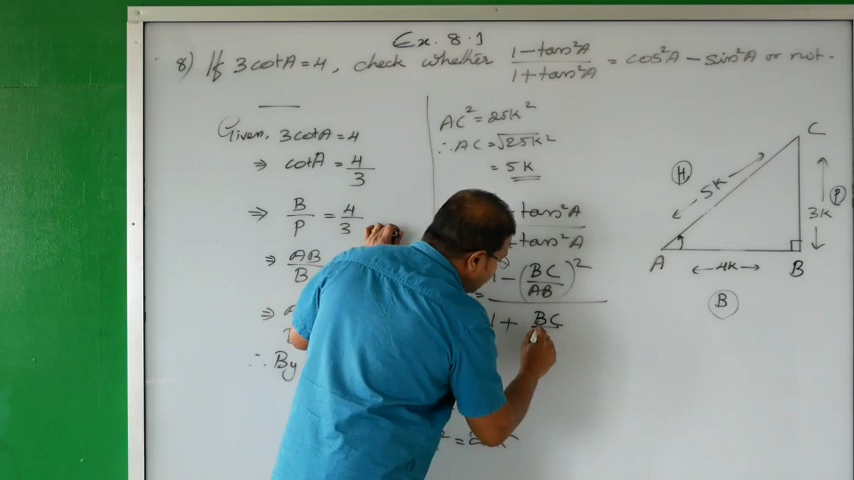 Ex. 8.1
8) If 3cotA=4, check whether (1-tan²A)/(1+tan²A) = cos²A - sin²A or not.
Given, 3cotA=4
⇒ cotA = 4/3
⇒ B/P = 4/3
⇒ AB/B
⇒
∴ By
AC² = 25K²
∴ AC = √25K²
= 5K
tan²A
+tan²A
= 1 - (BC/AB)²
1 + BC
C
H
5K
3K
P
A
4K
B
B